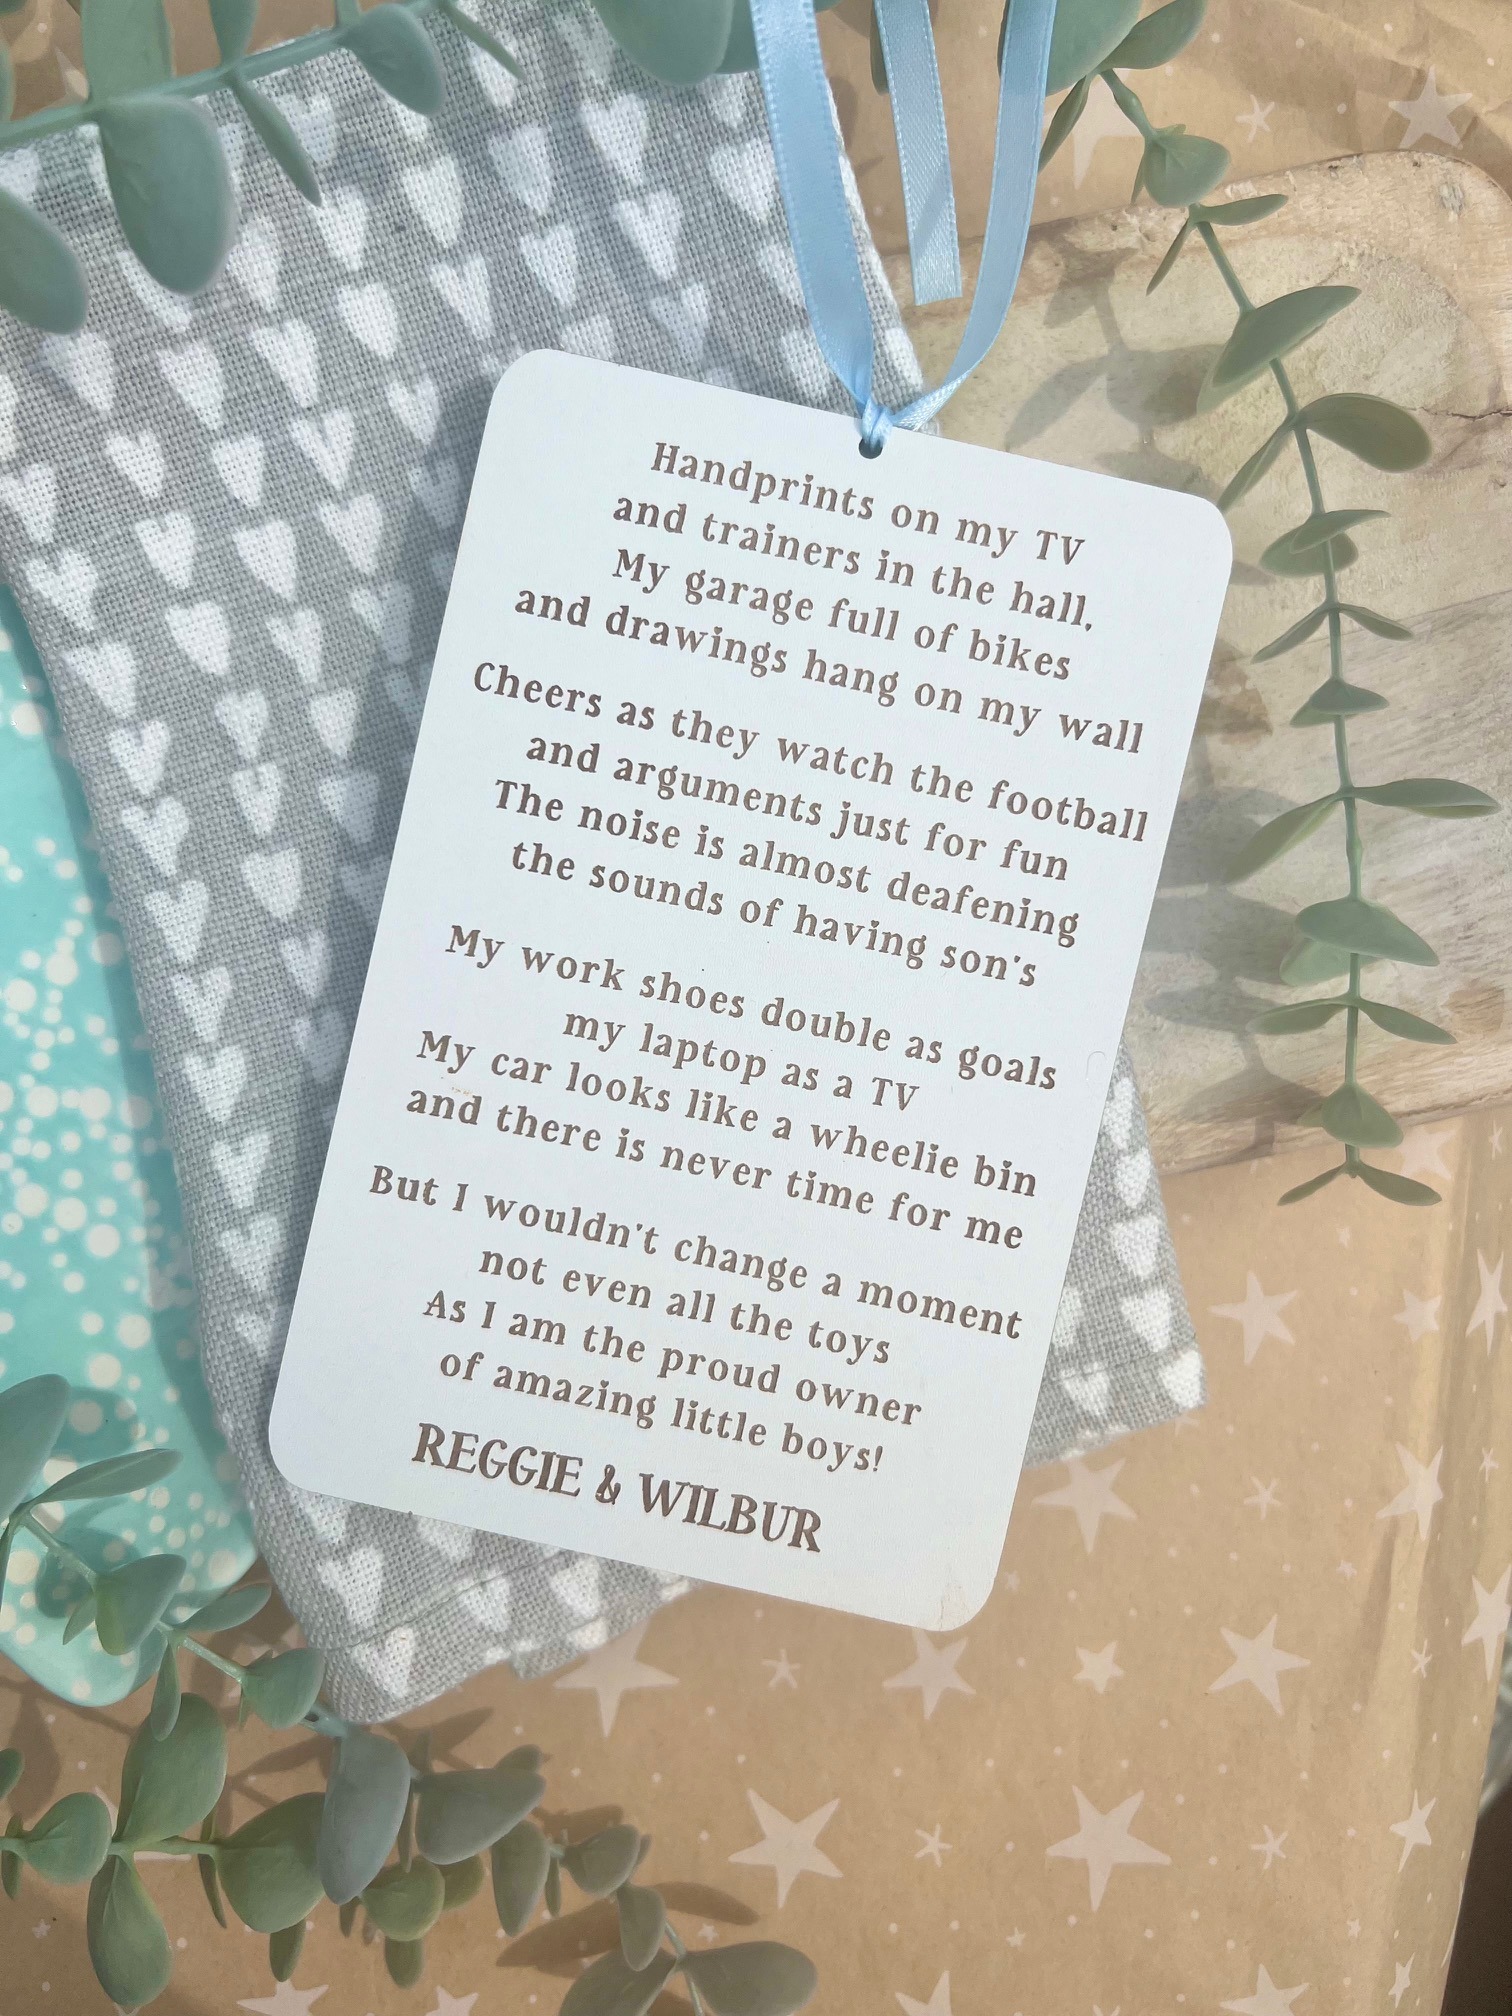 Handprints on my TV
and trainers in the hall,
My garage full of bikes
and drawings hang on my wall
Cheers as they watch the football
and arguments just for fun
The noise is almost deafening
the sounds of having son's
My work shoes double as goals
my laptop as a TV
My car looks like a wheelie bin
and there is never time for me
But I wouldn't change a moment
not even all the toys
As I am the proud owner
of amazing little boys!
REGGIE & WILBUR